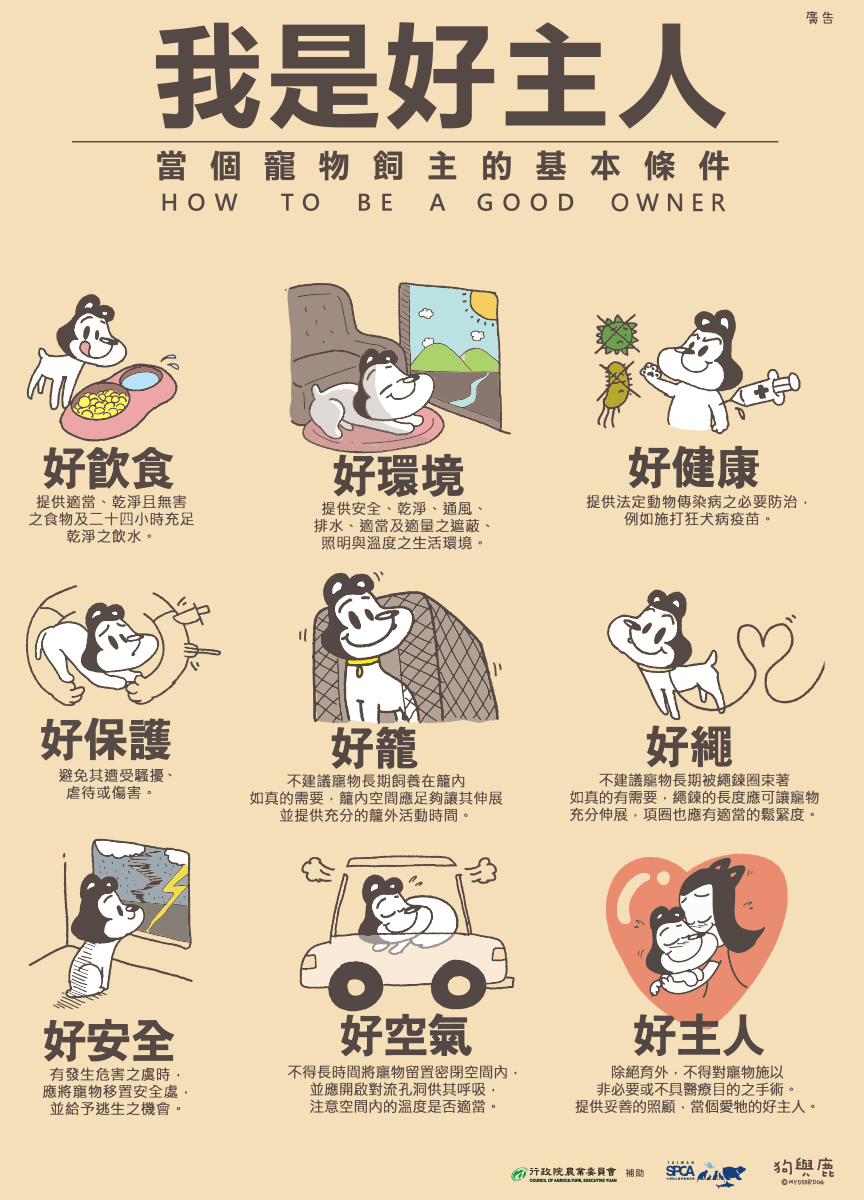 廣告
我是好主人
當個寵物飼主的基本條件
HOW TO BE A GOOD OWNER
好飲食
提供適當、乾淨且無害
之食物及二十四小時充足
乾淨之飲水。
好環境
提供安全、乾淨、通風、
排水、適當及適量之遮蔽、
照明與溫度之生活環境。
好健康
提供法定動物傳染病之必要防治,
例如施打狂犬病疫苗。
好保護
避免其遭受騷擾、
虐待或傷害。
好籠
不建議寵物長期飼養在籠內
如真的需要,籠內空間應足夠讓其伸展
並提供充分的籠外活動時間。
好繩
不建議寵物長期被繩鍊圈束著
如真的有需要,繩鍊的長度應可讓寵物
充分伸展,項圈也應有適當的鬆緊度。
好安全
有發生危害之虞時,
應將寵物移置安全處,
並給予逃生之機會。
好空氣
不得長時間將寵物留置密閉空間內,
並應開啟對流孔洞供其呼吸,
注意空間內的溫度是否適當。
好主人
除絕育外,不得對寵物施以
非必要或不具醫療目的之手術。
提供妥善的照顧,當個愛牠的好主人。
行政院農業委員會 補助
COUNCIL OF AGRICULTURE, EXECUTIVE YUAN
TAIWAN
SPCA
狗與鹿
©MYDEERDOG